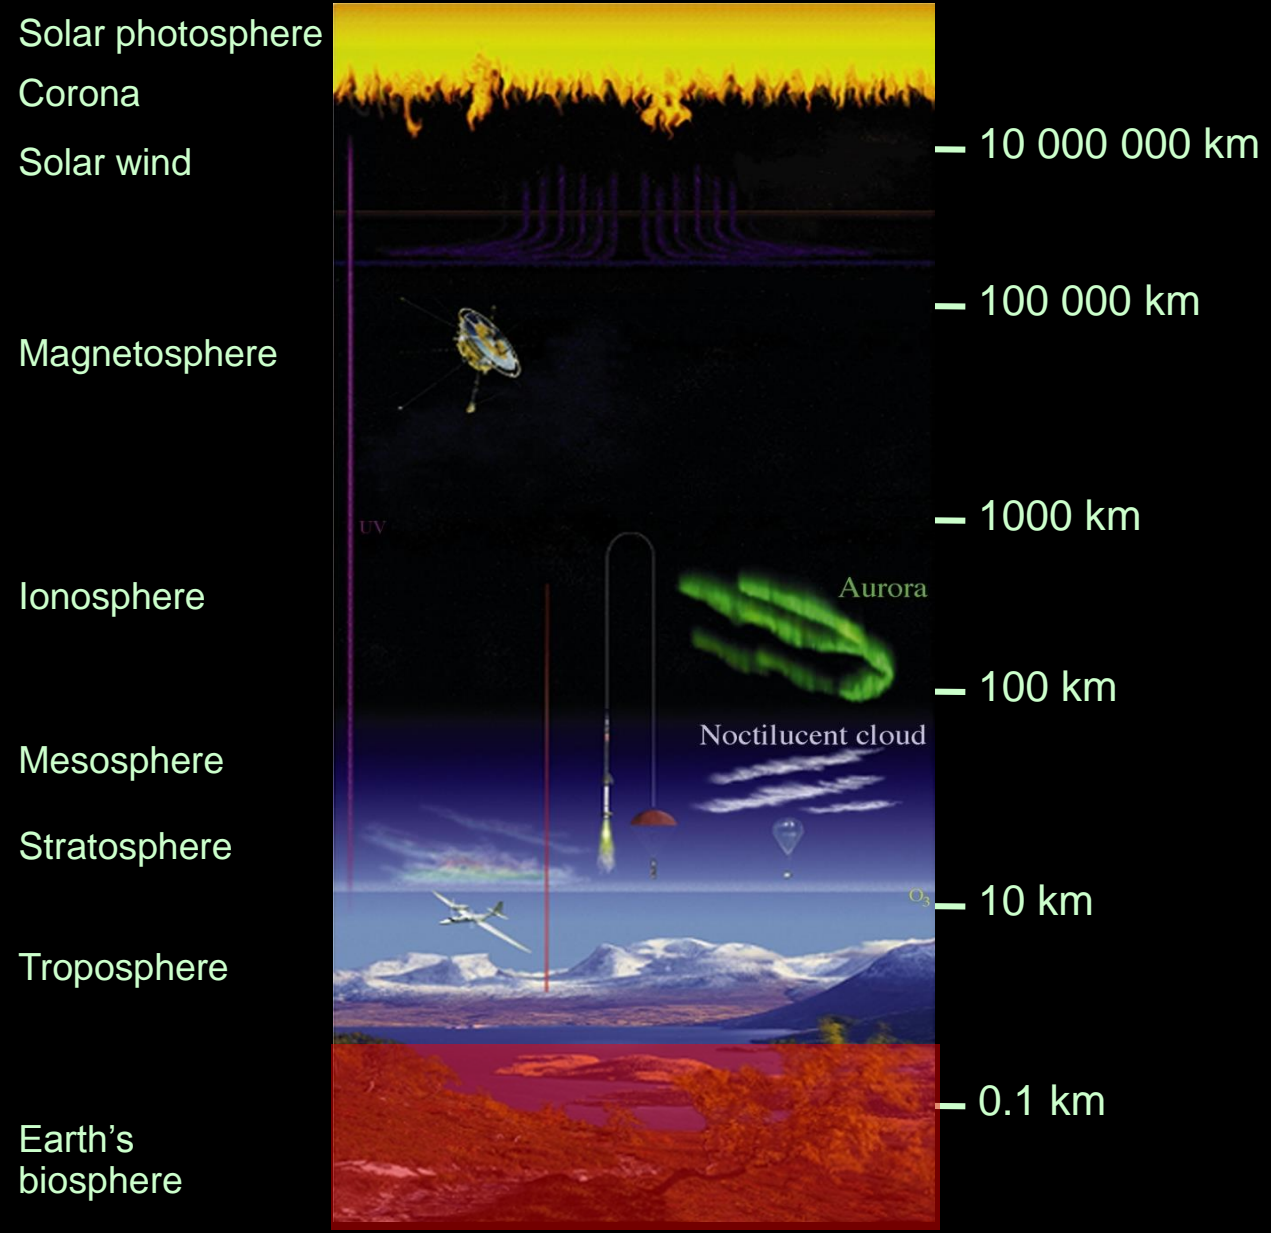 Solar photosphere
Corona
10 000 000 km
Solar wind
100 000 km
Magnetosphere
1000 km
UV
Aurora
Ionosphere
100 km
Noctilucent cloud
Mesosphere
Stratosphere
O3
10 km
Troposphere
0.1 km
Earth’s
biosphere